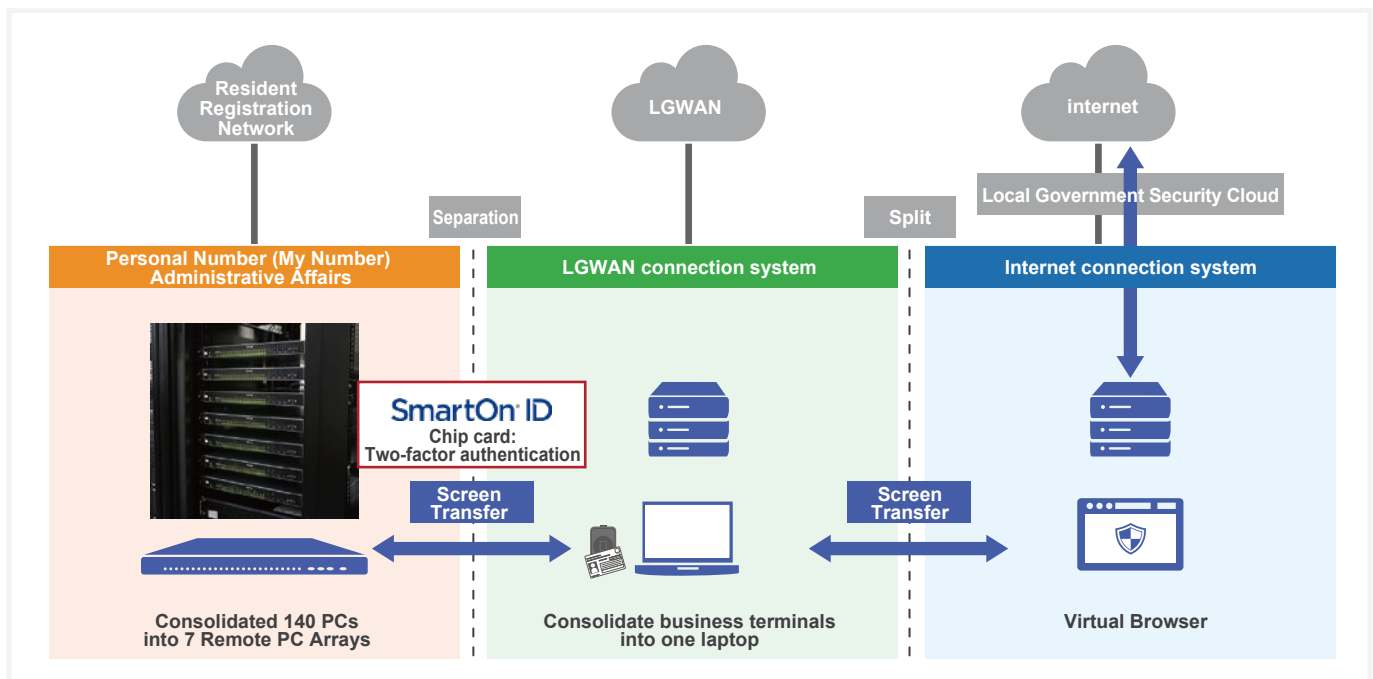 Resident
Registration
Network
LGWAN
internet
Local Government Security Cloud
Separation
Split
Personal Number (My Number)
Administrative Affairs
LGWAN connection system
Internet connection system
SmartOn ID
Chip card:
Two-factor authentication
Screen
Transfer
Screen
Transfer
Consolidated 140 PCs
into 7 Remote PC Arrays
Consolidate business terminals
into one laptop
Virtual Browser